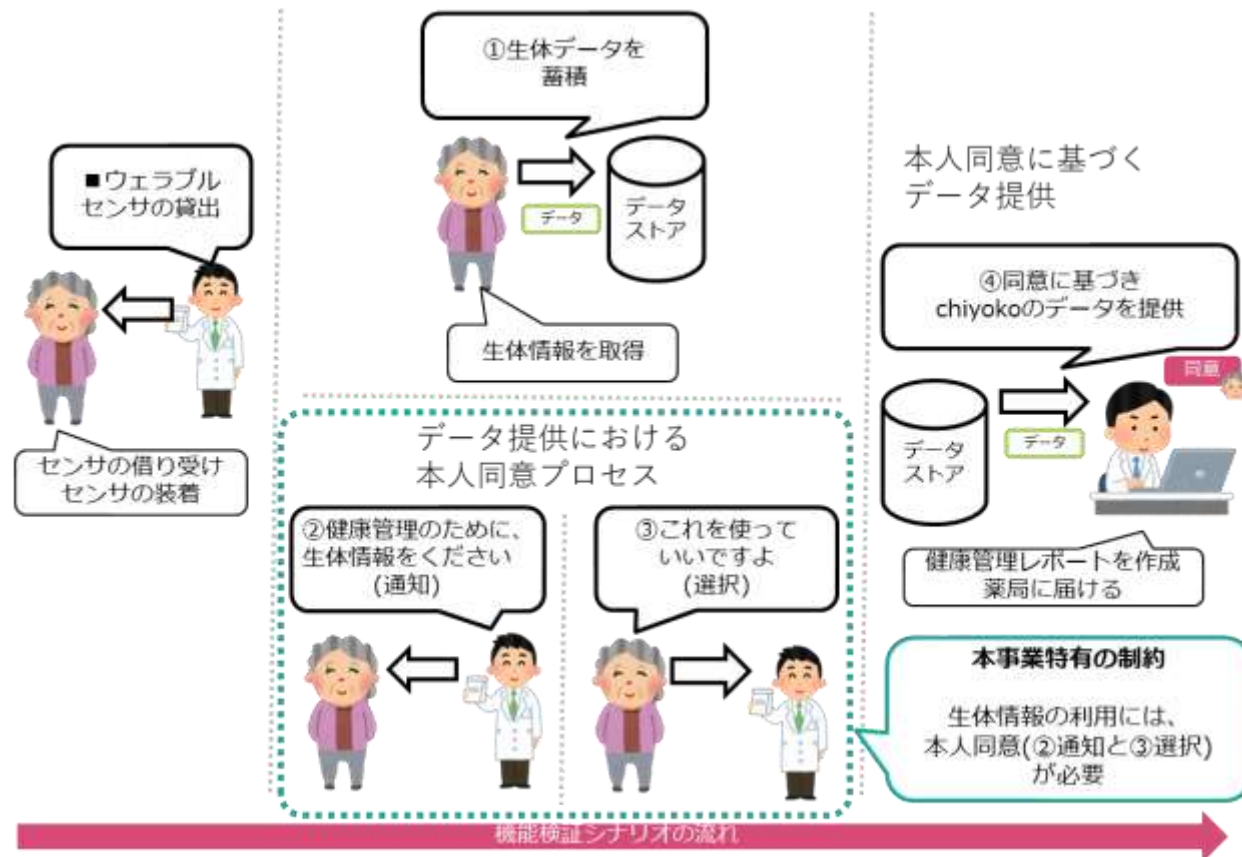 ■ウェラブル
センサの貸出
センサの借り受け
センサの装着
①生体データを
蓄積
データ
データ
ストア
生体情報を取得
データ提供における
本人同意プロセス
②健康管理のために、
生体情報をください
(通知)
③これを使って
いいですよ
(選択)
本人同意に基づく
データ提供
④同意に基づき
chiyokoのデータを提供
同意
データ
ストア
データ
健康管理レポートを作成
薬局に届ける
本事業特有の制約
生体情報の利用には、
本人同意(②通知と③選択)
が必要
機能検証シナリオの流れ